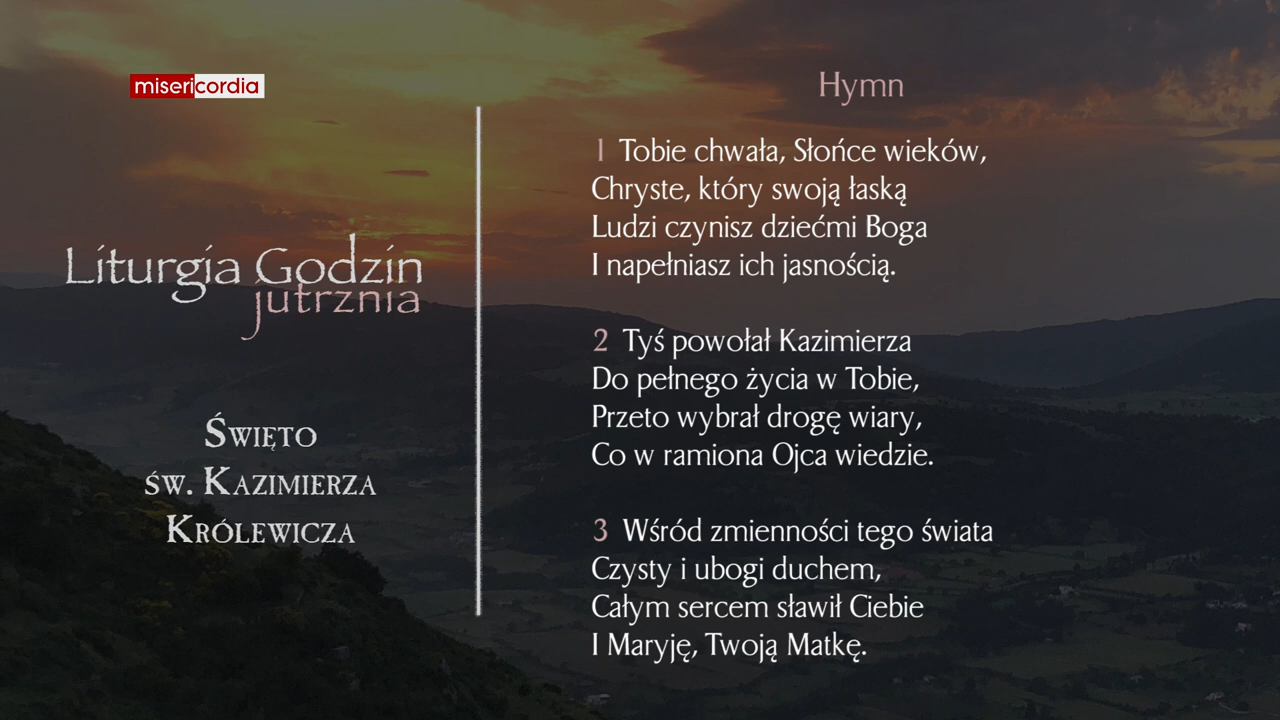 misericordia
Liturgia Godzin
jutrznia
Święto
św. Kazimierza
Królewicza
Hymn
1 Tobie chwała, Słońce wieków,
Chryste, który swoją łaską
Ludzi czynisz dziećmi Boga
I napełniasz ich jasnością.
2 Tyś powołał Kazimierza
Do pełnego życia w Tobie,
Przeto wybrał drogę wiary,
Co w ramiona Ojca wiedzie.
3 Wśród zmienności tego świata
Czysty i ubogi duchem,
Całym sercem sławił Ciebie
I Maryję, Twoją Matkę.